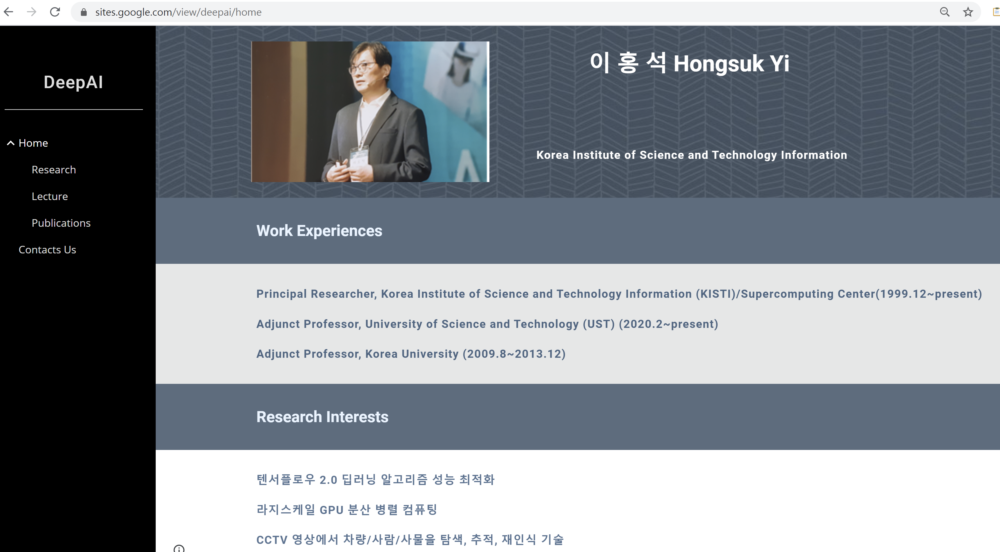 sites.google.com/view/deepai/home
DeepAI
Home
Research
Lecture
Publications
Contacts Us
이 홍 석 Hongsuk Yi
Korea Institute of Science and Technology Information
Work Experiences
Principal Researcher, Korea Institute of Science and Technology Information (KISTI)/Supercomputing Center(1999.12~present)
Adjunct Professor, University of Science and Technology (UST) (2020.2~present)
Adjunct Professor, Korea University (2009.8~2013.12)
Research Interests
텐서플로우 2.0 딥러닝 알고리즘 성능 최적화
라지스케일 GPU 분산 병렬 컴퓨팅
CCTV 영상에서 차량/사람/사물을 탐색, 추적, 재인식 기술